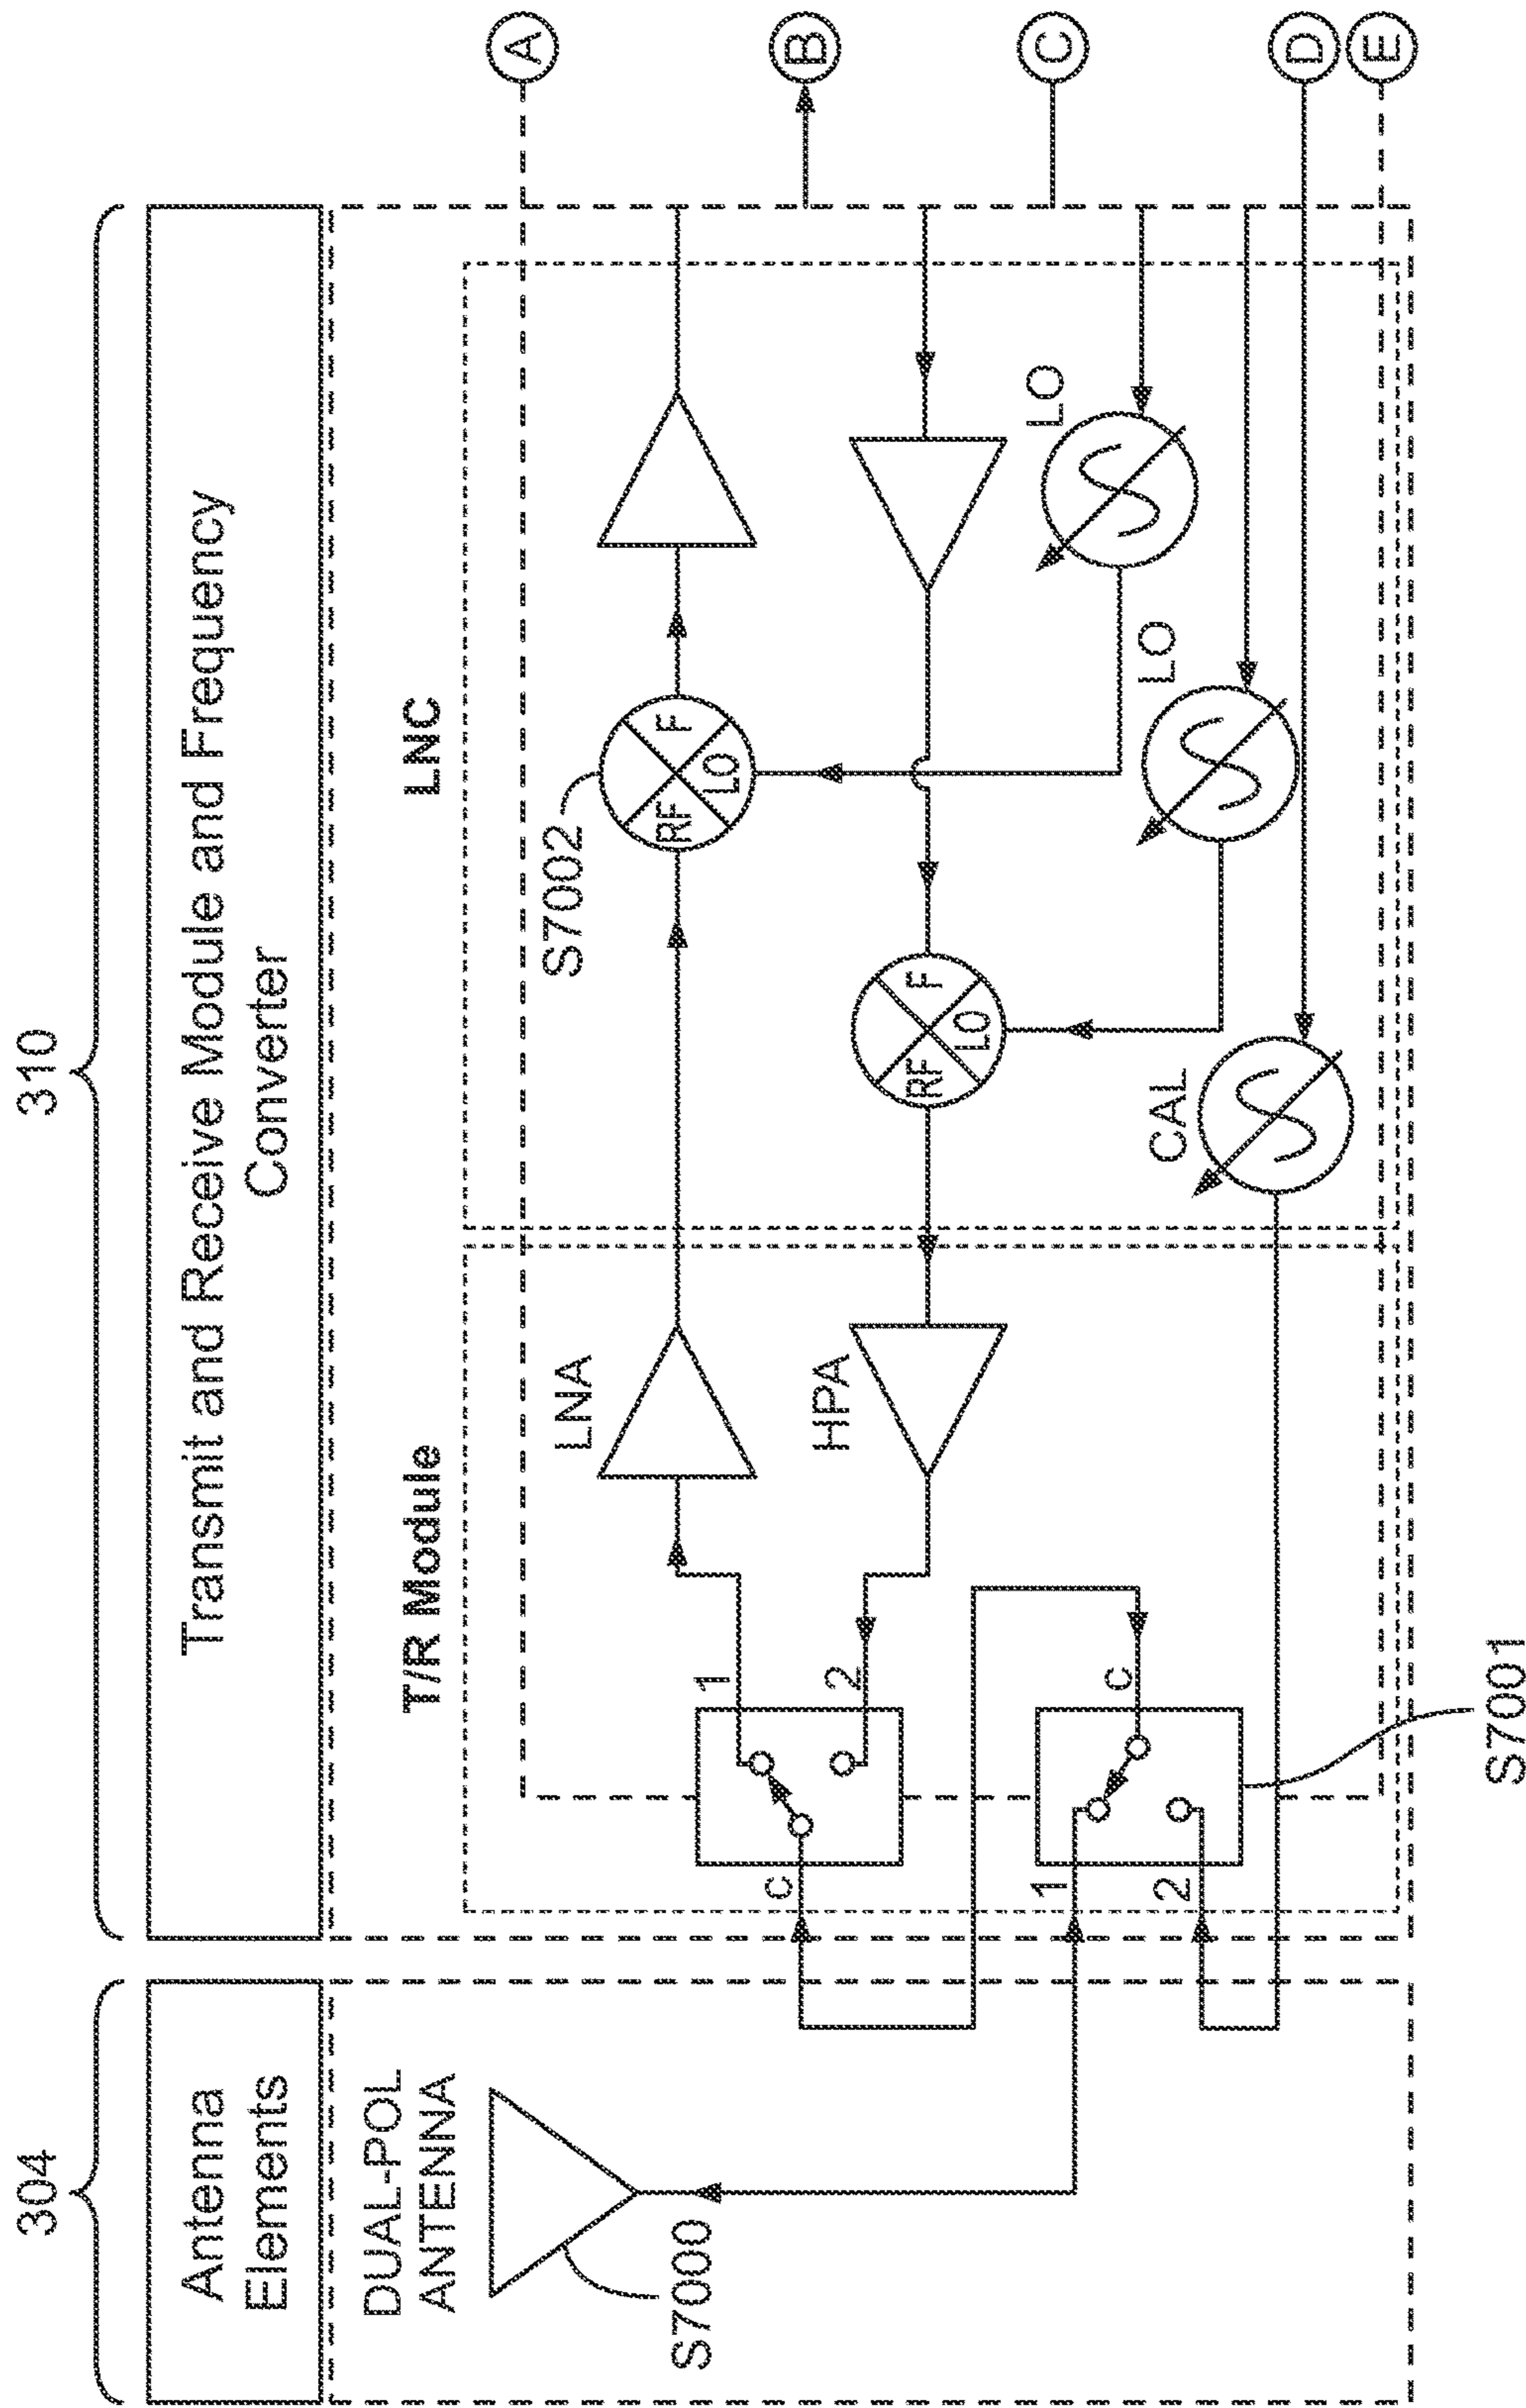 304
310
Antenna
Elements
Transmit and Receive Module and Frequency
Converter
DUAL-POL
ANTENNA
S7000
T/R Module
LNC
LNA
HPA
S7002
RF
F
LO
RF
F
LO
LO
LO
CAL
C
1
2
1
2
C
S7001
A
B
C
D
E